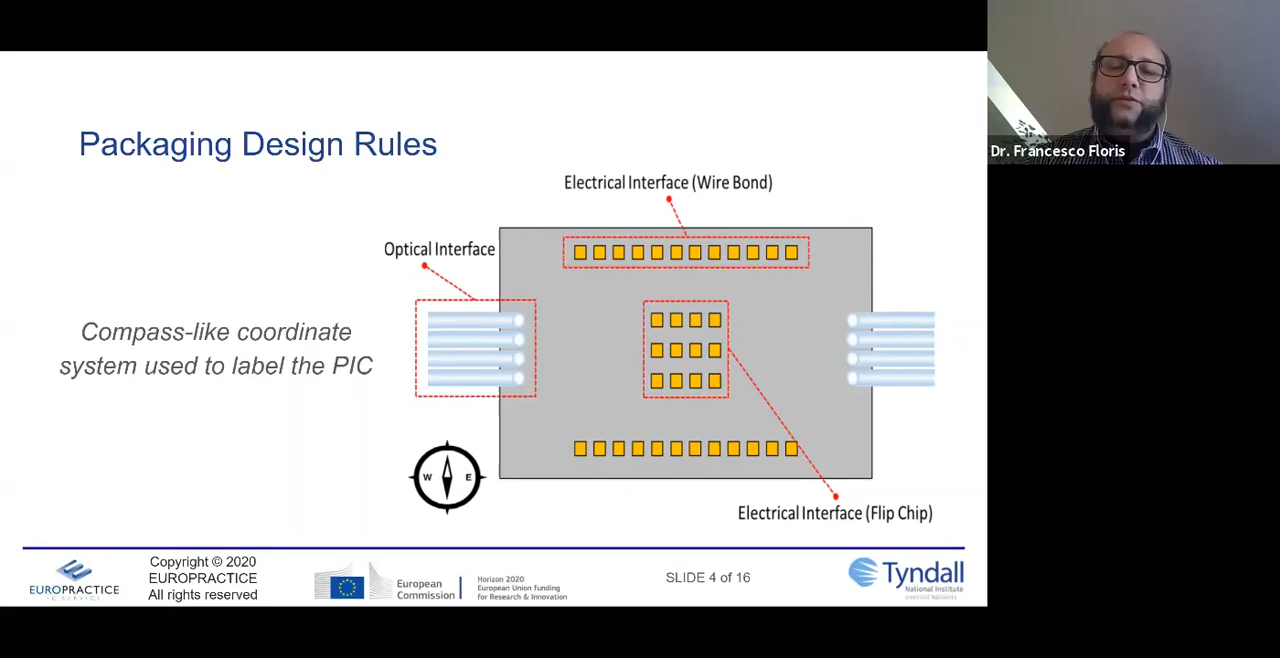 Packaging Design Rules
Electrical Interface (Wire Bond)
Optical Interface
Compass-like coordinate
system used to label the PIC
W E
Electrical Interface (Flip Chip)
EUROPRACTICE
IC SERVICE
Copyright © 2020
EUROPRACTICE
All rights reserved
European
Commission
Horizon 2020
European Union funding
for Research & Innovation
SLIDE 4 of 16
Tyndall
National Institute
Dr. Francesco Floris